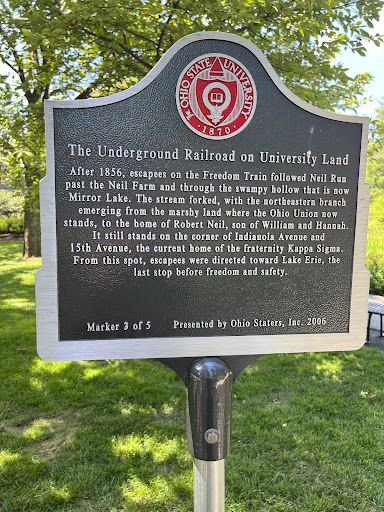 OHIO STATE UNIVERSITY
1870
The Underground Railroad on University Land
After 1856, escapees on the Freedom Train followed Neil Run
past the Neil Farm and through the swampy hollow that is now
Mirror Lake. The stream forked, with the northeastern branch
emerging from the marshy land where the Ohio Union now
stands, to the home of Robert Neil, son of William and Hannah.
It still stands on the corner of Indianola Avenue and
15th Avenue, the current home of the fraternity Kappa Sigma.
From this spot, escapees were directed toward Lake Erie, the
last stop before freedom and safety.
Marker 3 of 5 Presented by Ohio Staters, Inc. 2006